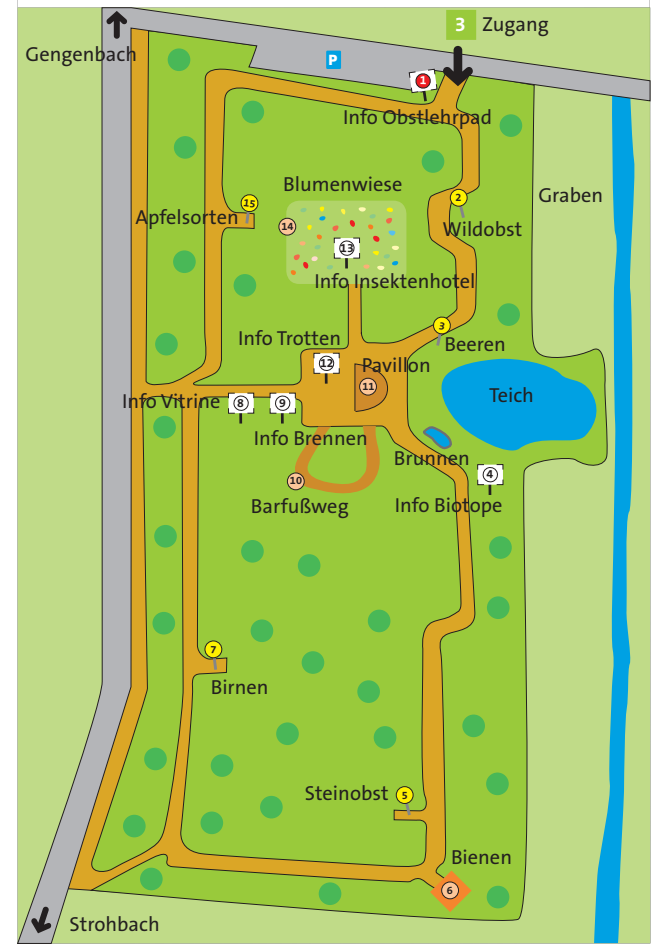 3 Zugang
Gengenbach
P
1
Info Obstlehrpad
Blumenwiese
15
2
Graben
Apfelsorten
14
Wildobst
13
Info Insektenhotel
3
Info Trotten
Beeren
12
Pavillon
11
Teich
Info Vitrine
8
9
Info Brennen
Brunnen
10
4
Barfußweg
Info Biotope
7
Birnen
Steinobst
5
Bienen
6
Strohbach